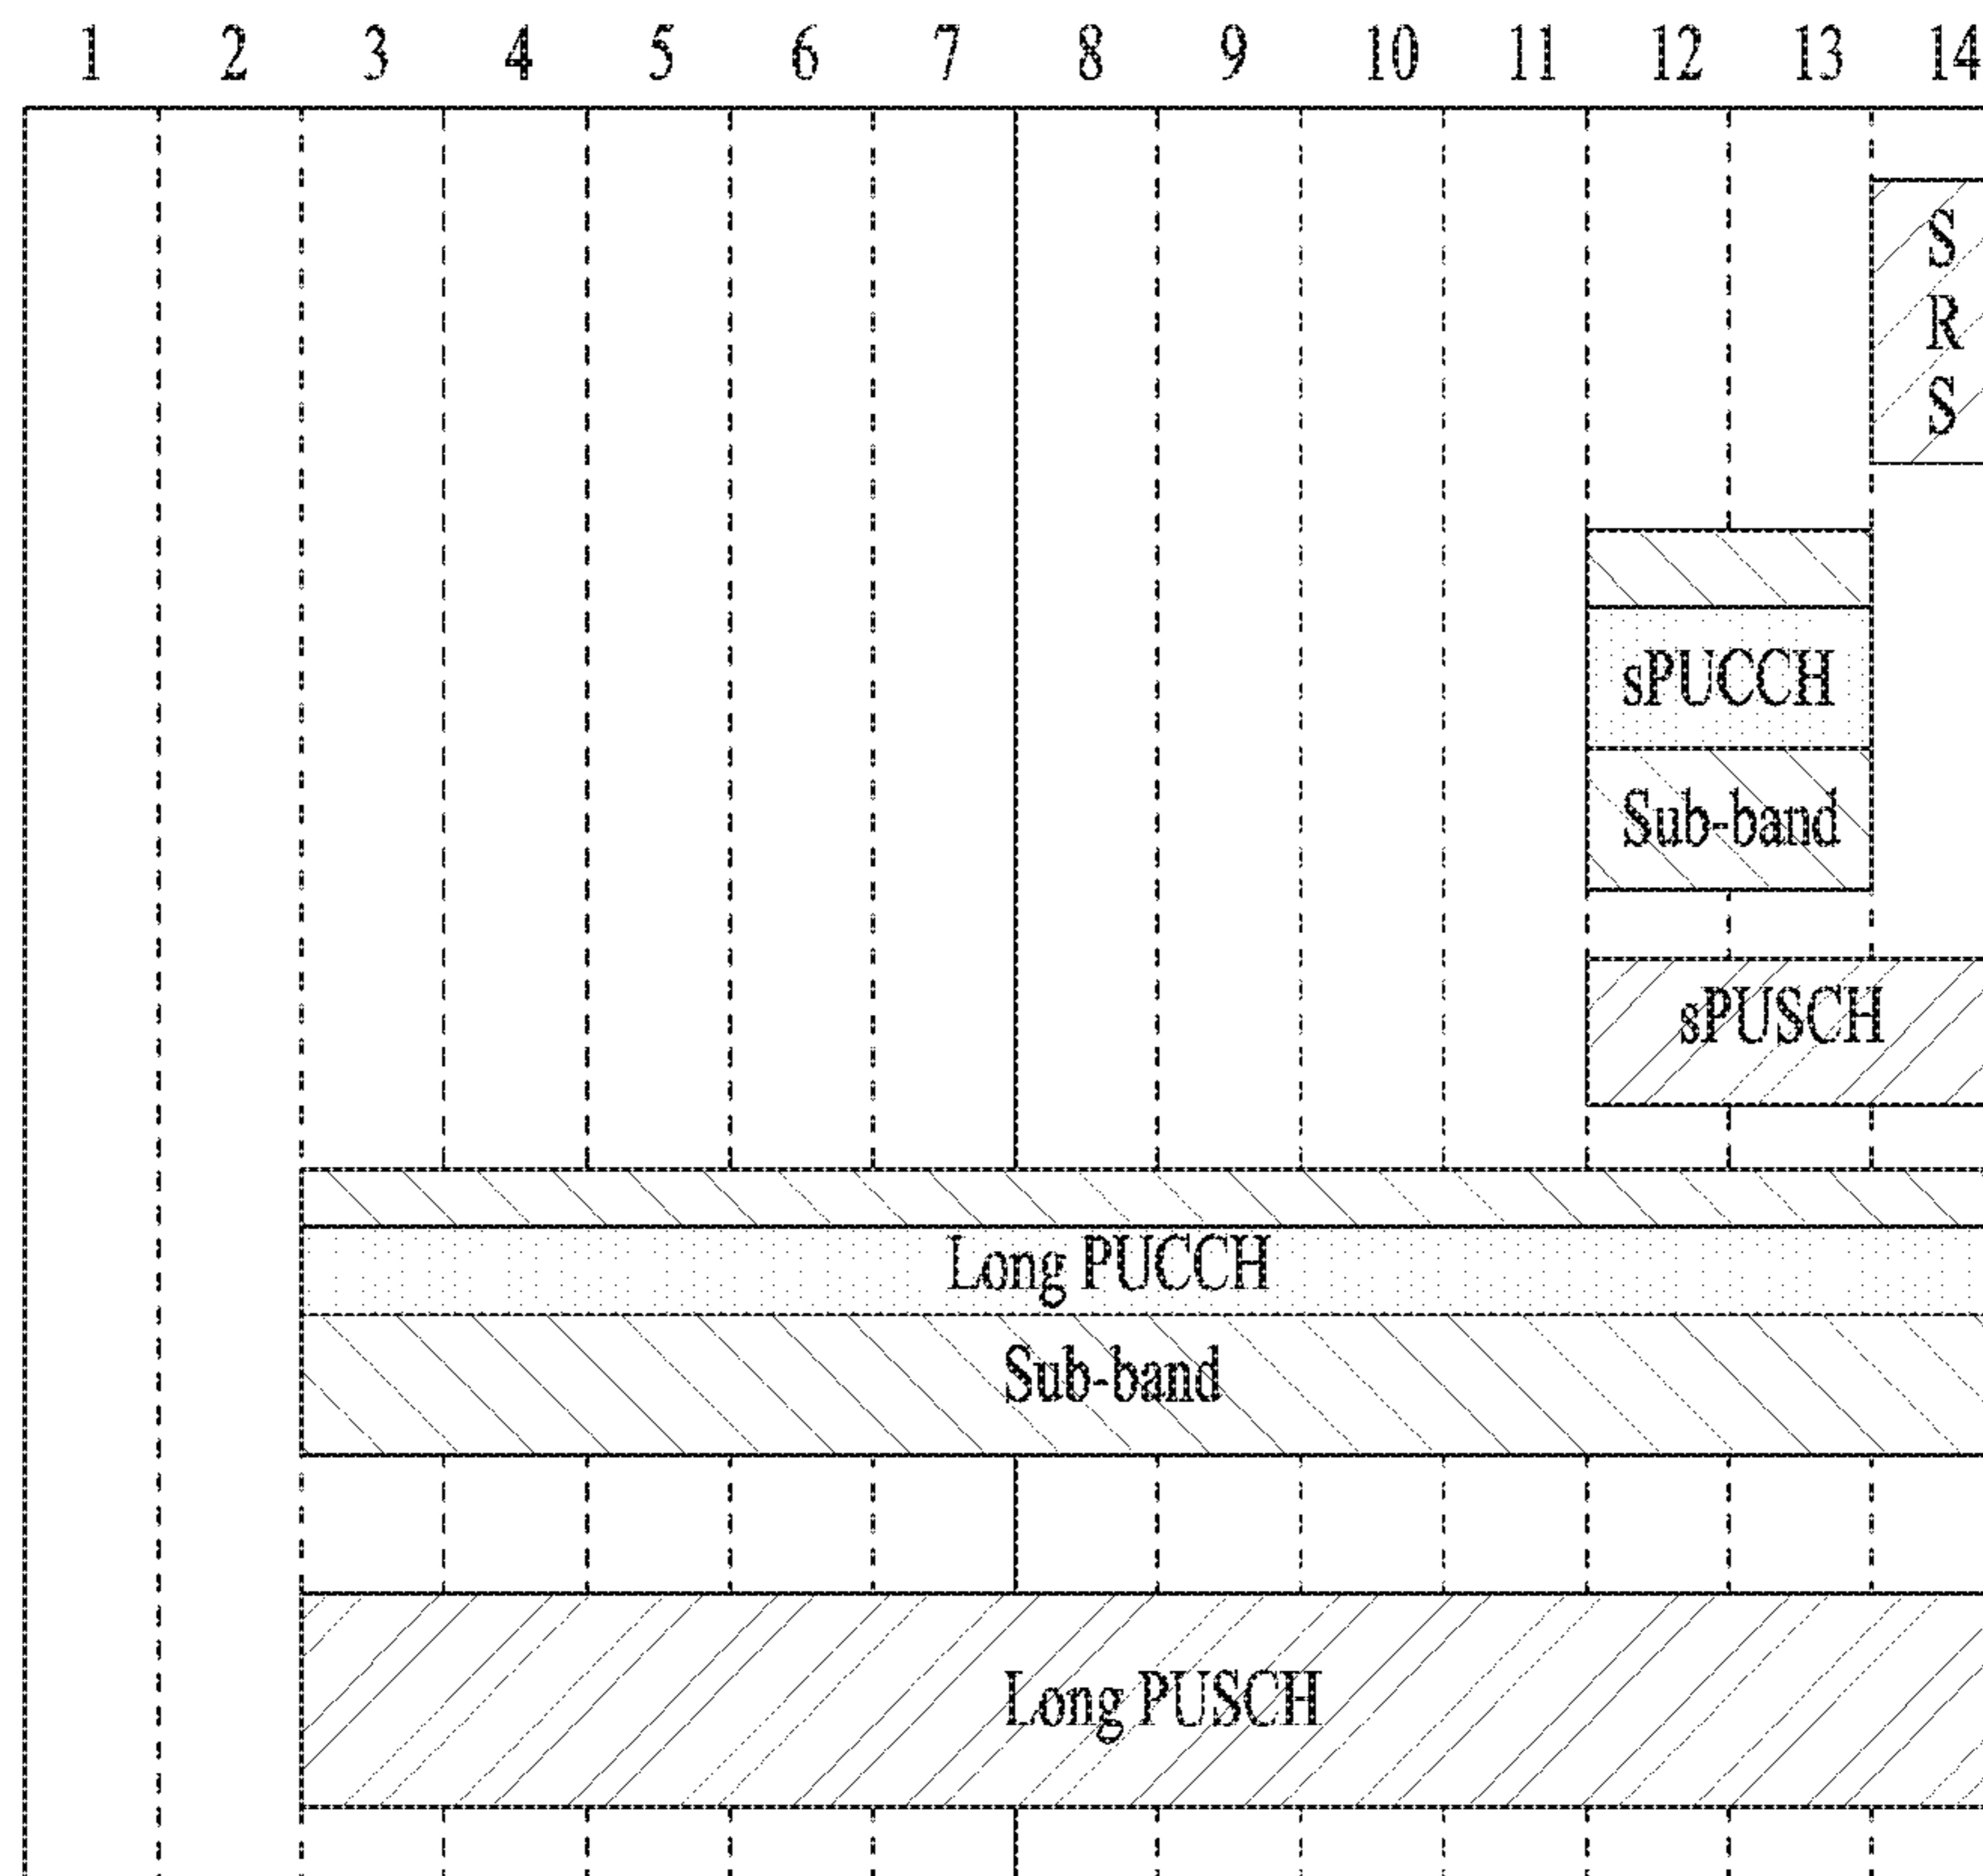 1 2 3 4 5 6 7 8 9 10 11 12 13 14
S
R
S
sPUCCH
Sub-band
sPUSCH
Long PUCCH
Sub-band
Long PUSCH